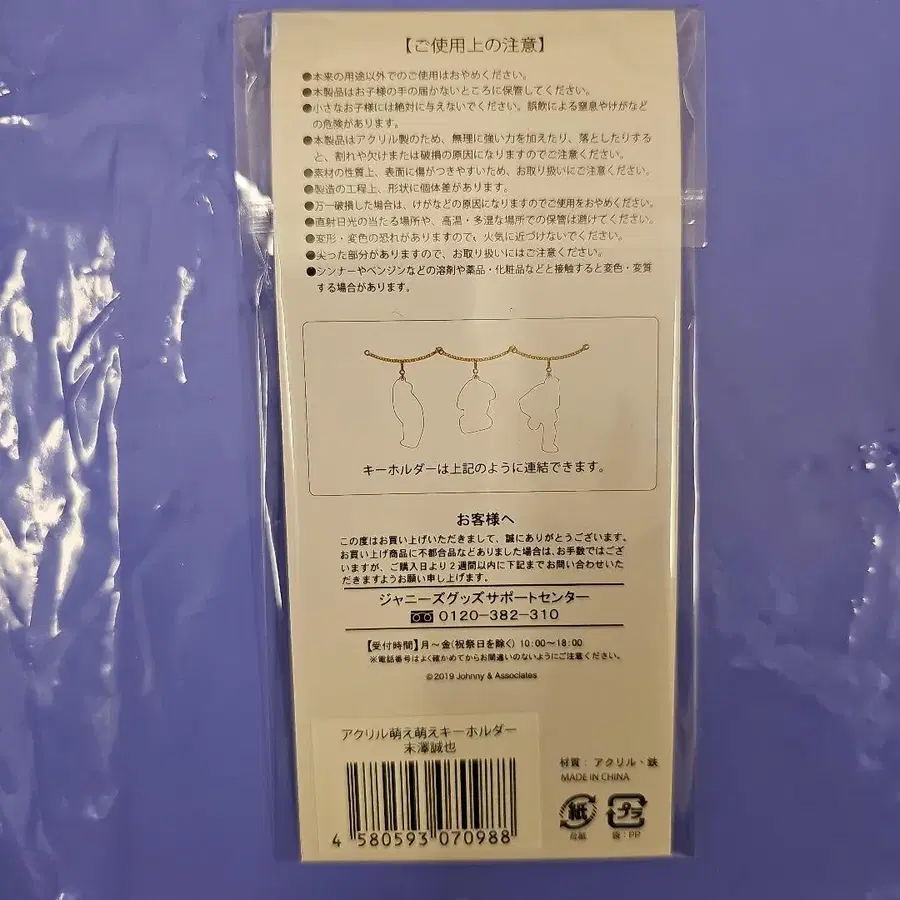 【ご使用上の注意】
●本来の用途以外でのご使用はおやめください。
●本製品はお子様の手の届かないところに保管してください。
●小さなお子様には絶対に与えないでください。誤飲による窒息やけがなど
の危険があります。
●本製品はアクリル製のため、無理に強い力を加えたり、落としたりする
と、割れや欠けまたは破損の原因になりますのでご注意ください。
●素材の性質上、表面に傷がつきやすいため、お取り扱いにご注意ください。
●製造の工程上、形状に個体差があります。
●万一破損した場合は、けがなどの原因になりますのでご使用をおやめください。
●直射日光の当たる場所や、高温・多湿な場所での保管は避けてください。
●変形・変色の恐れがありますので、火気に近づけないでください。
●尖った部分がありますので、お取り扱いにはご注意ください。
●シンナーやベンジンなどの溶剤や薬品・化粧品などと接触すると変色・変質
する場合があります。
キーホルダーは上記のように連結できます。
お客様へ
この度はお買い上げいただきまして、誠にありがとうございます。
お買い上げ商品に不都合品などありました場合は、お手数ではござ
いますが、ご購入日より2週間以内に下記までお問い合わせいた
だきますようお願い申し上げます。
ジャニーズグッズサポートセンター
0120-382-310
【受付時間】月〜金(祝祭日を除く) 10:00〜18:00
※電話番号はよく確かめてからお間違いのないようにご注意ください。
©2019 Johnny & Associates
アクリル萌え萌えキーホルダー
末澤誠也
4 580593 070988
材質:アクリル・鉄
MADE IN CHINA
紙 プラ
台紙 袋:PP